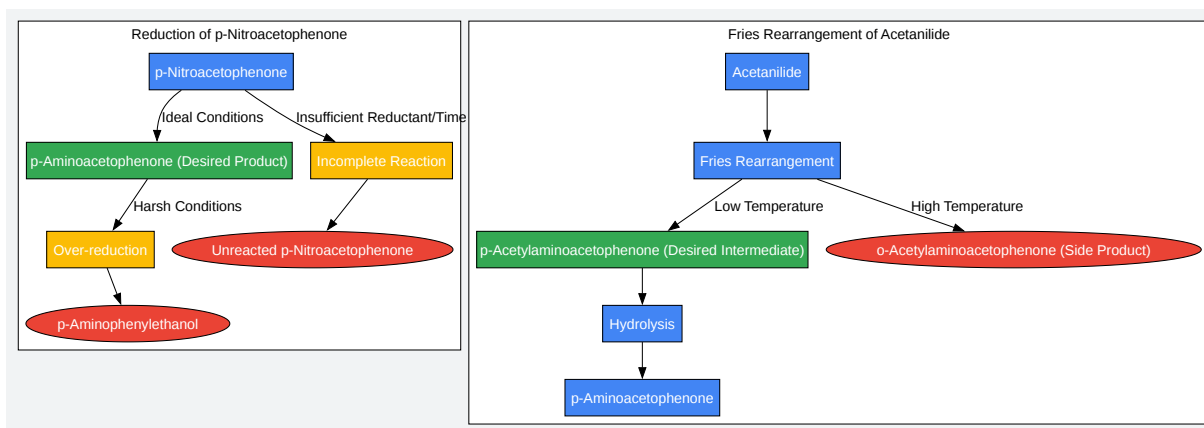 Reduction of p-Nitroacetophenone
p-Nitroacetophenone
Ideal Conditions
Insufficient Reductant/Time
p-Aminoacetophenone (Desired Product)
Incomplete Reaction
Harsh Conditions
Over-reduction
Unreacted p-Nitroacetophenone
p-Aminophenylethanol
Fries Rearrangement of Acetanilide
Acetanilide
Fries Rearrangement
Low Temperature
High Temperature
p-Acetylaminoacetophenone (Desired Intermediate)
o-Acetylaminoacetophenone (Side Product)
Hydrolysis
p-Aminoacetophenone